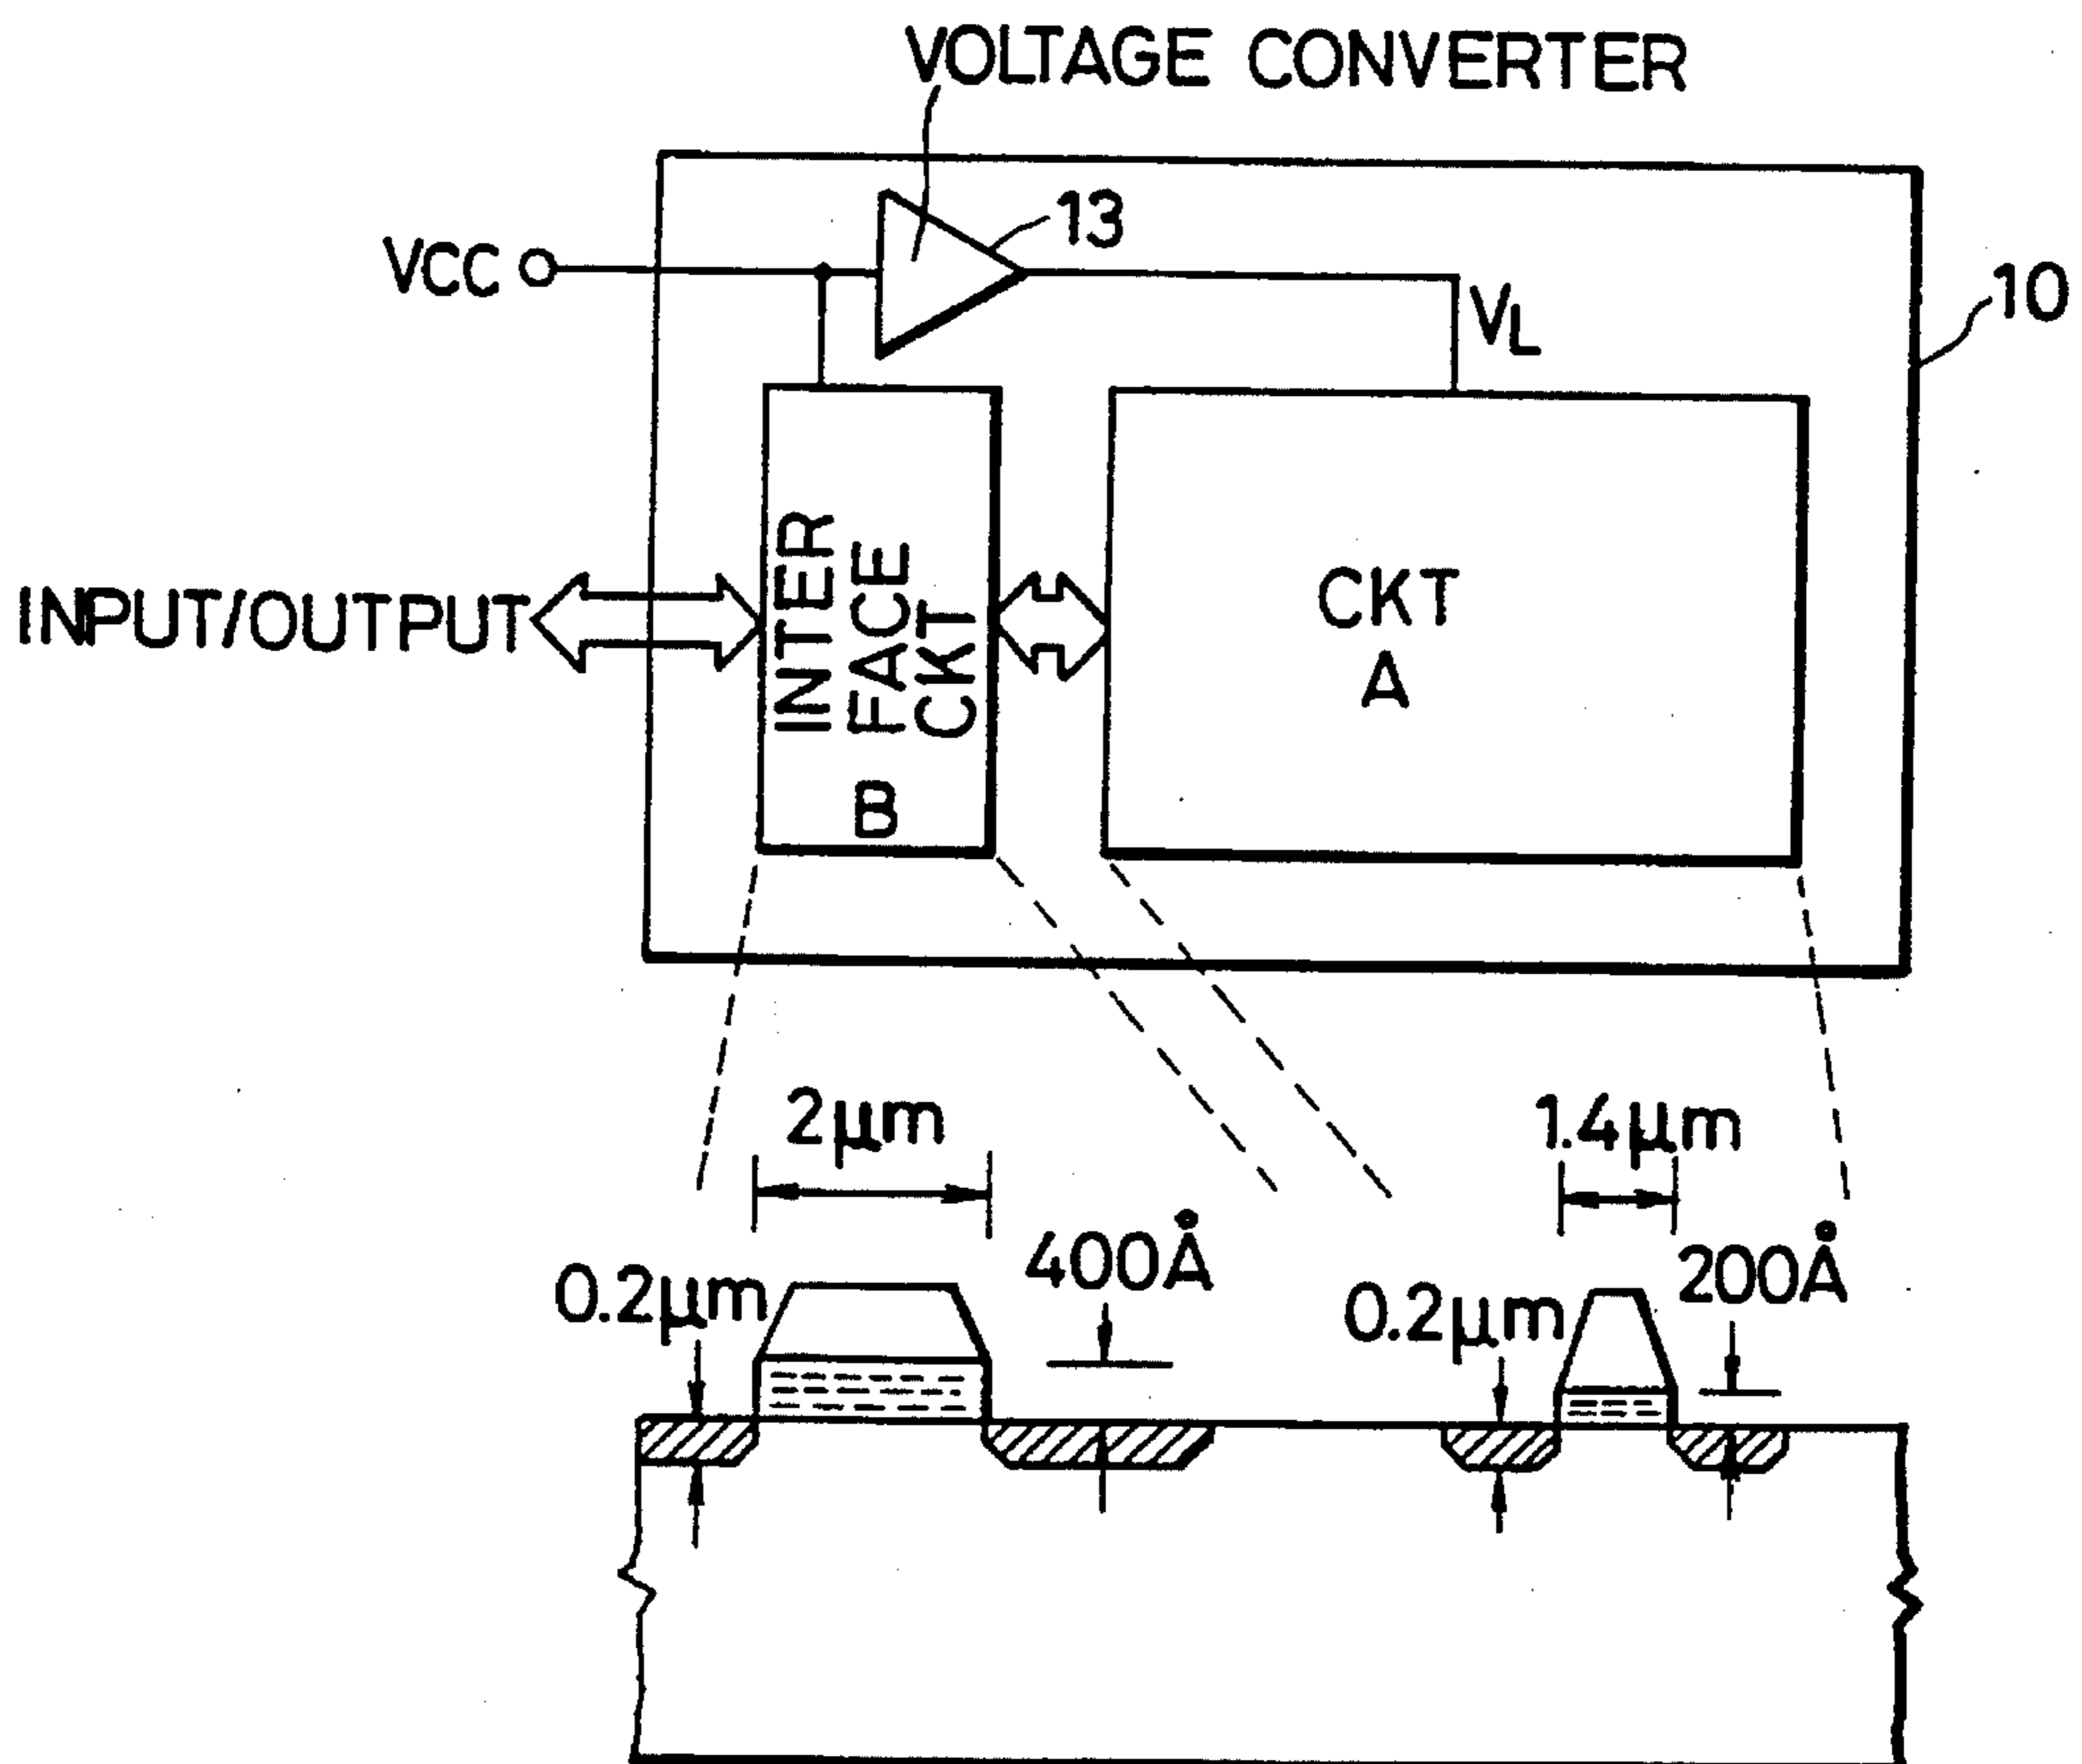 VOLTAGE CONVERTER
13
VCC
10
VL
INTER
FACE
CKT
B
CKT
A
INPUT/OUTPUT
2μm
1.4μm
400Å
200Å
0.2μm
0.2μm